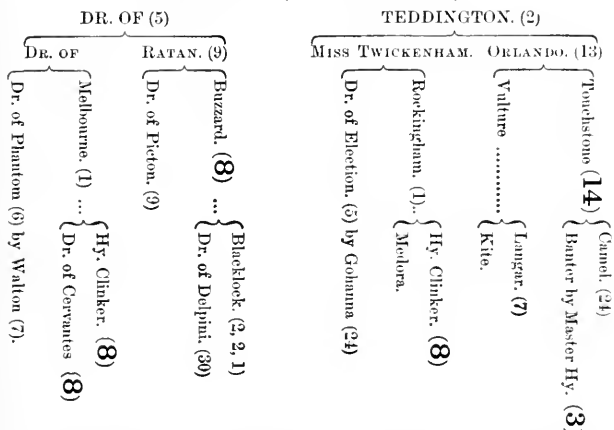 DR. OF (5)
DR. OF
RATAN. (9)
Melbourne. (1) ...
Hy. Clinker. (8)
Dr. of Cervantes (8)
Dr. of Phantom (6) by Walton (7).
Buzzard. (8) ...
Blacklock. (2, 2, 1)
Dr. of Delpini. (30)
Dr. of Picton. (9)
TEDDINGTON. (2)
MISS TWICKENHAM.
ORLANDO. (13)
Rockingham. (1)..
Hy. Clinker. (8)
Medora.
Dr. of Election. (5) by Gohanna (24)
Touchstone (14)
Camel. (24)
Banter by Master Hy. (3
Vulture .............
Langar. (7)
Kite.